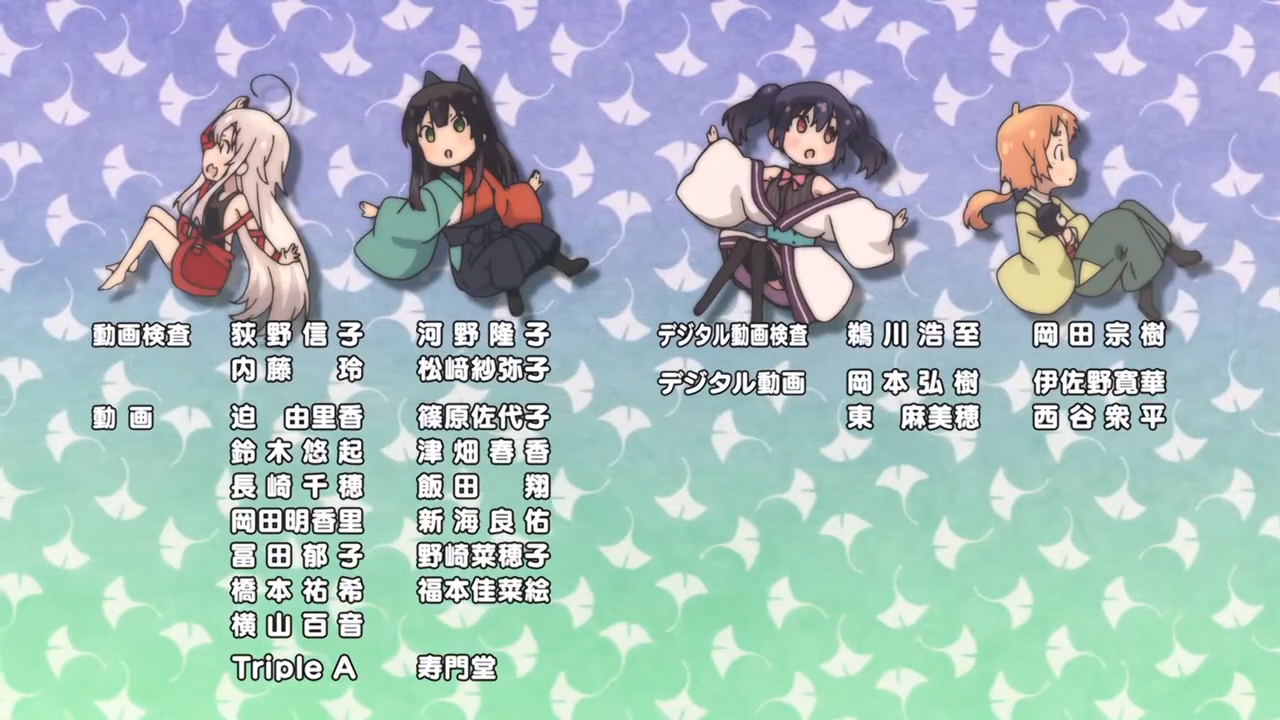 動画検査 荻野信子 河野隆子
内藤 玲 松﨑紗弥子
動画 迫 由里香 篠原佐代子
鈴木悠起 津畑春香
長崎千穂 飯田 翔
岡田明香里 新海良佑
冨田郁子 野崎菜穂子
橋本祐希 福本佳菜絵
横山百音
Triple A 寿門堂
デジタル動画検査 鵜川浩至 岡田宗樹
デジタル動画 岡本弘樹 伊佐野寛華
東 麻美穂 西谷衆平